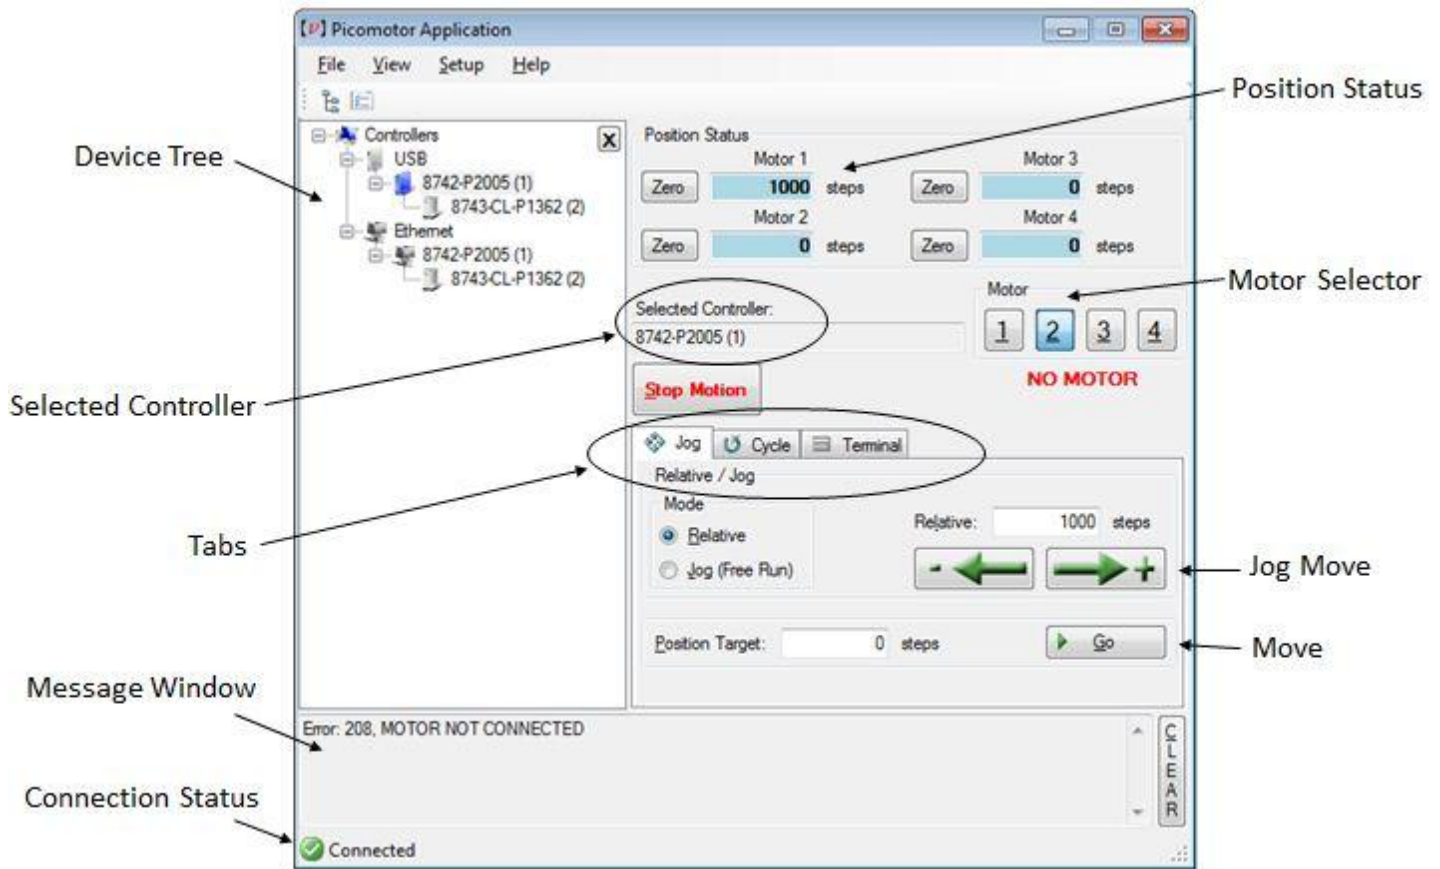 [ν] Picomotor Application
File View Setup Help
Position Status
Device Tree
Controllers
X
USB
8742-P2005 (1)
8743-CL-P1362 (2)
Ethernet
8742-P2005 (1)
8743-CL-P1362 (2)
Position Status
Motor 1
Zero 1000 steps
Motor 3
Zero 0 steps
Motor 2
Zero 0 steps
Motor 4
Zero 0 steps
Motor Selector
Motor
1 2 3 4
NO MOTOR
Selected Controller:
8742-P2005 (1)
Selected Controller
Stop Motion
Tabs
Jog Cycle Terminal
Relative / Jog
Mode
Relative
Jog (Free Run)
Relative: 1000 steps
- +
Jog Move
Position Target: 0 steps
Go
Move
Message Window
Error: 208, MOTOR NOT CONNECTED
CLEAR
Connection Status
Connected